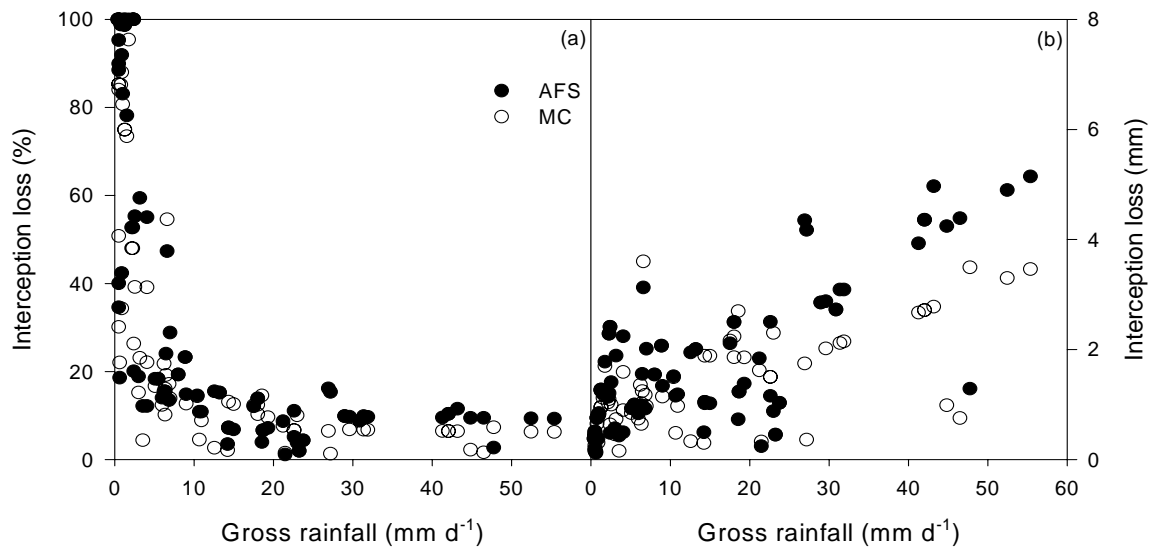 100
80
60
40
20
0
Interception loss (%)
(a)
AFS
MC
0 10 20 30 40 50
Gross rainfall (mm d-1)
(b)
8
6
4
2
0
Interception loss (mm)
0 10 20 30 40 50 60
Gross rainfall (mm d-1)